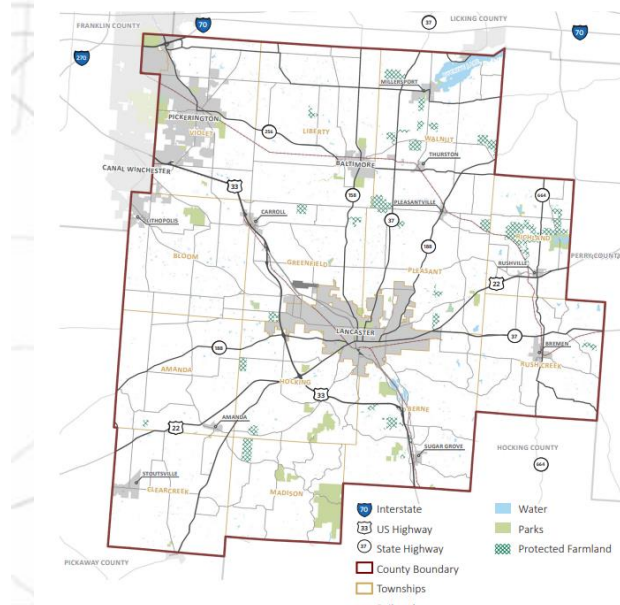 FRANKLIN COUNTY
70
37
LICKING COUNTY
70
270
MILLERSPORT
PICKERINGTON
VIOLET
256
LIBERTY
WALNUT
BALTIMORE
THURSTON
CANAL WINCHESTER
33
158
PLEASANTVILLE
664
LITHOPOLIS
CARROLL
37
RICHLAND
188
BLOOM
GREENFIELD
PLEASANT
RUSHVILLE
PERRY COUNTY
22
LANCASTER
37
188
BREMEN
RUSH CREEK
AMANDA
HOCKING
33
BERNE
22
AMANDA
SUGAR GROVE
HOCKING COUNTY
664
STOUTSVILLE
CLEARCREEK
MADISON
PICKAWAY COUNTY
70 Interstate
33 US Highway
37 State Highway
County Boundary
Townships
Water
Parks
Protected Farmland